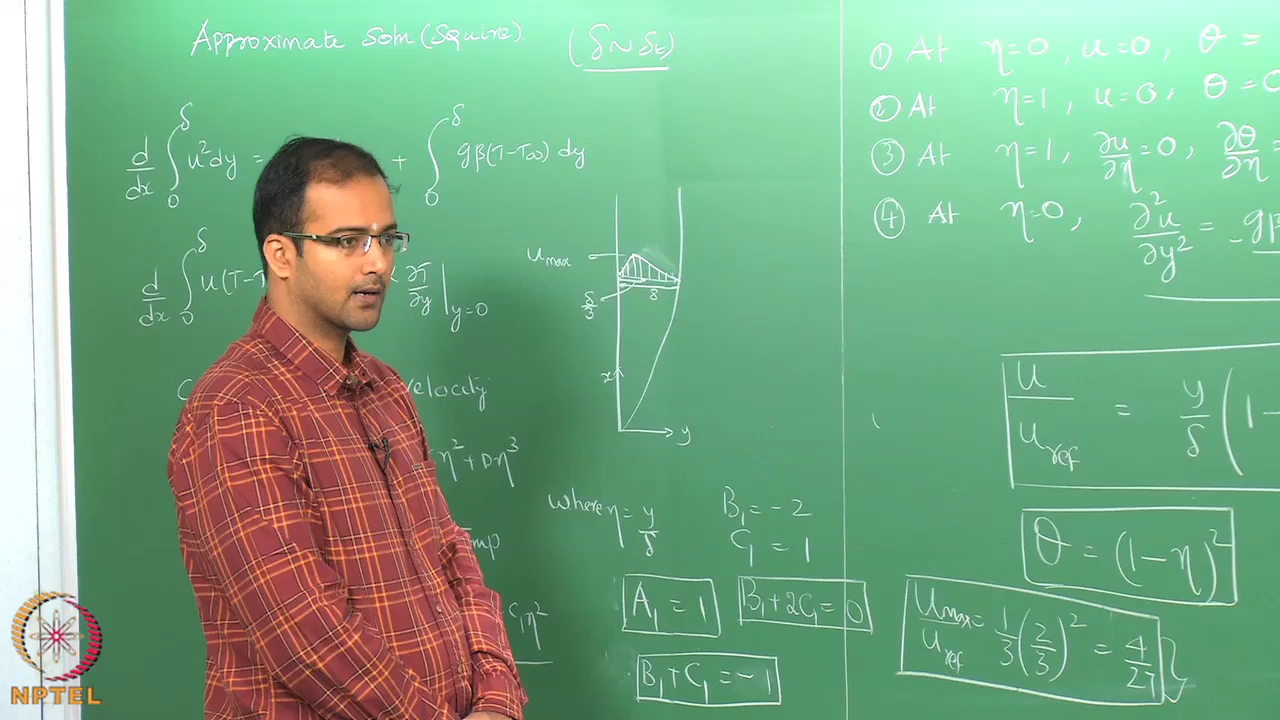 Approximate soln (Squire) (δ ~ δt)
d/dx ∫₀^δ u² dy = + ∫₀^δ gβ(T-T∞) dy
d/dx ∫₀^δ u(T-T ∂T/∂y |y=0
velocity
η² + Dη³
C₁η²
umax
δ/3
δ
x
y
where η = y/δ
B₁ = -2
C₁ = 1
A₁ = 1
B₁ + 2C₁ = 0
B₁ + C₁ = -1
① At η=0, u=0, θ =
② At η=1, u=0, θ=0
③ At η=1, ∂u/∂η = 0, ∂θ/∂η =
④ At η=0, ∂²u/∂y² = -gβ
u/uref = y/δ (1-
θ = (1-η)²
Umax/Uref = 1/3 (2/3)² = 4/27
NPTEL